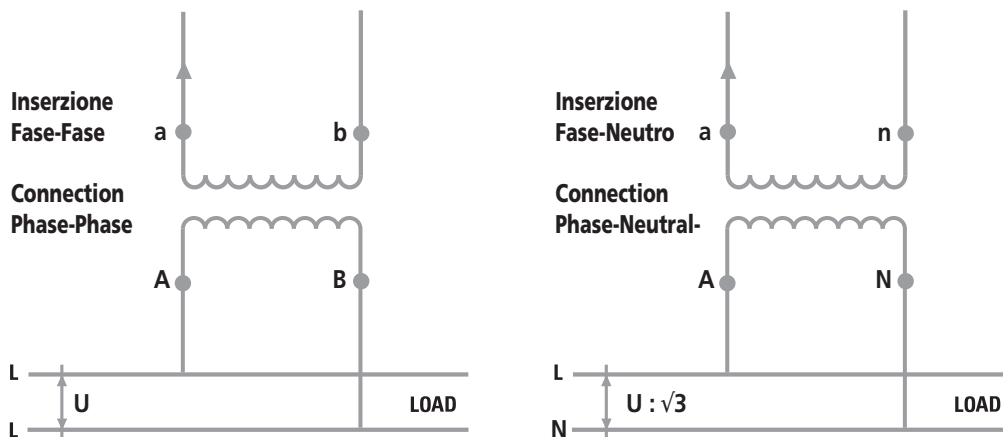 Inserzione
Fase-Fase
a
b
Connection
Phase-Phase
A
B
L
U
LOAD
L
Inserzione
Fase-Neutro
a
n
Connection
Phase-Neutral-
A
N
L
U : √3
LOAD
N